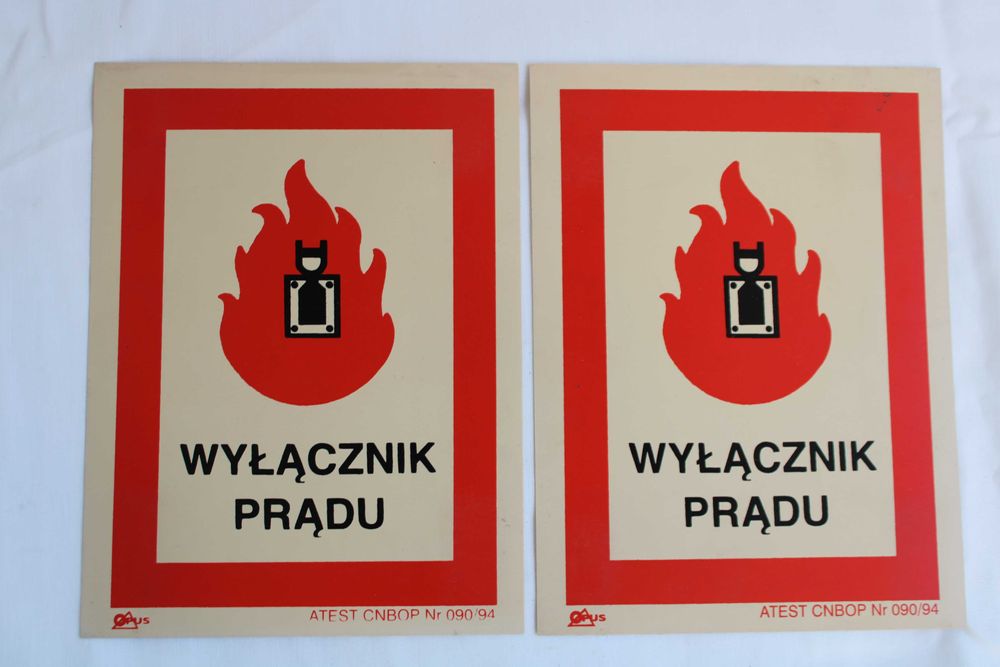 WYŁĄCZNIK
PRĄDU
OPUS
ATEST CNBOP Nr 090/94
WYŁĄCZNIK
PRĄDU
OPUS
ATEST CNBOP Nr 090/94